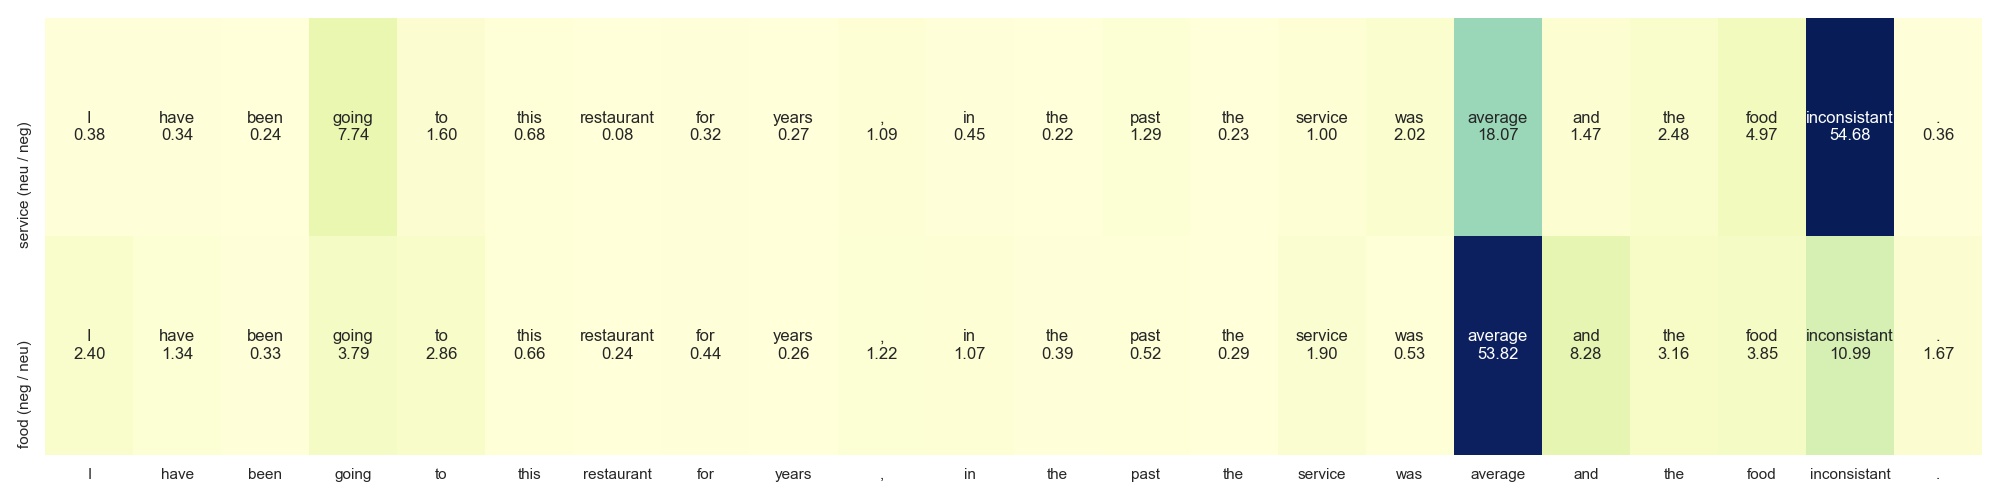 service (neu / neg)
I have been going to this restaurant for years , in the past the service was average and the food inconsistant .
0.38 0.34 0.24 7.74 1.60 0.68 0.08 0.32 0.27 1.09 0.45 0.22 1.29 0.23 1.00 2.02 18.07 1.47 2.48 4.97 54.68 0.36
food (neg / neu)
I have been going to this restaurant for years , in the past the service was average and the food inconsistant .
2.40 1.34 0.33 3.79 2.86 0.66 0.24 0.44 0.26 1.22 1.07 0.39 0.52 0.29 1.90 0.53 53.82 8.28 3.16 3.85 10.99 1.67
I have been going to this restaurant for years , in the past the service was average and the food inconsistant .